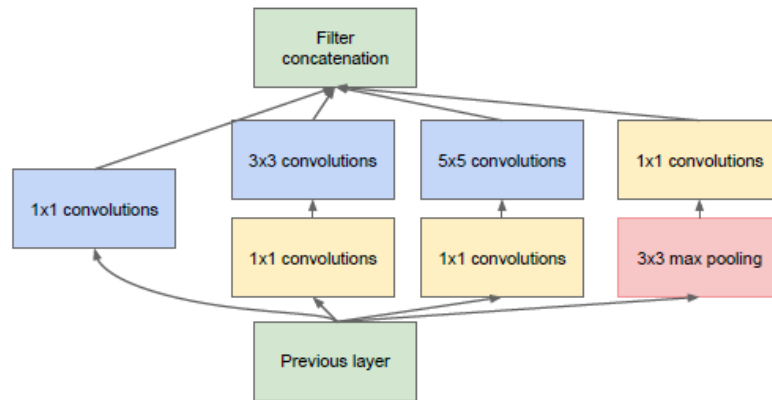 Filter
concatenation
3x3 convolutions
5x5 convolutions
1x1 convolutions
1x1 convolutions
1x1 convolutions
1x1 convolutions
3x3 max pooling
Previous layer